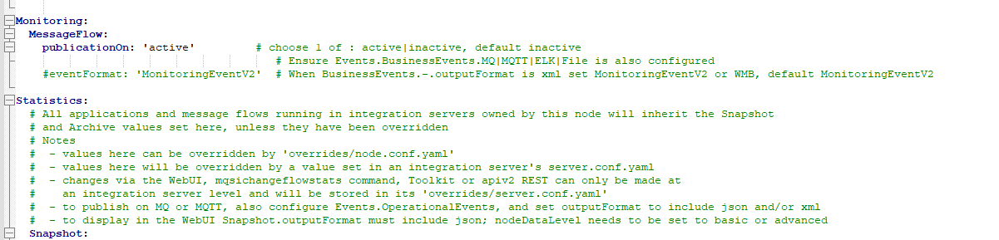 Monitoring:
MessageFlow:
publicationOn: 'active' # choose 1 of : active|inactive, default inactive
# Ensure Events.BusinessEvents.MQ|MQTT|ELK|File is also configured
#eventFormat: 'MonitoringEventV2' # When BusinessEvents.-.outputFormat is xml set MonitoringEventV2 or WMB, default MonitoringEventV2
Statistics:
# All applications and message flows running in integration servers owned by this node will inherit the Snapshot
# and Archive values set here, unless they have been overridden
# Notes
# - values here can be overridden by 'overrides/node.conf.yaml'
# - values here will be overridden by a value set in an integration server's server.conf.yaml
# - changes via the WebUI, mqsichangeflowstats command, Toolkit or apiv2 REST can only be made at
# an integration server level and will be stored in its 'overrides/server.conf.yaml'
# - to publish on MQ or MQTT, also configure Events.OperationalEvents, and set outputFormat to include json and/or xml
# - to display in the WebUI Snapshot.outputFormat must include json; nodeDataLevel needs to be set to basic or advanced
Snapshot: